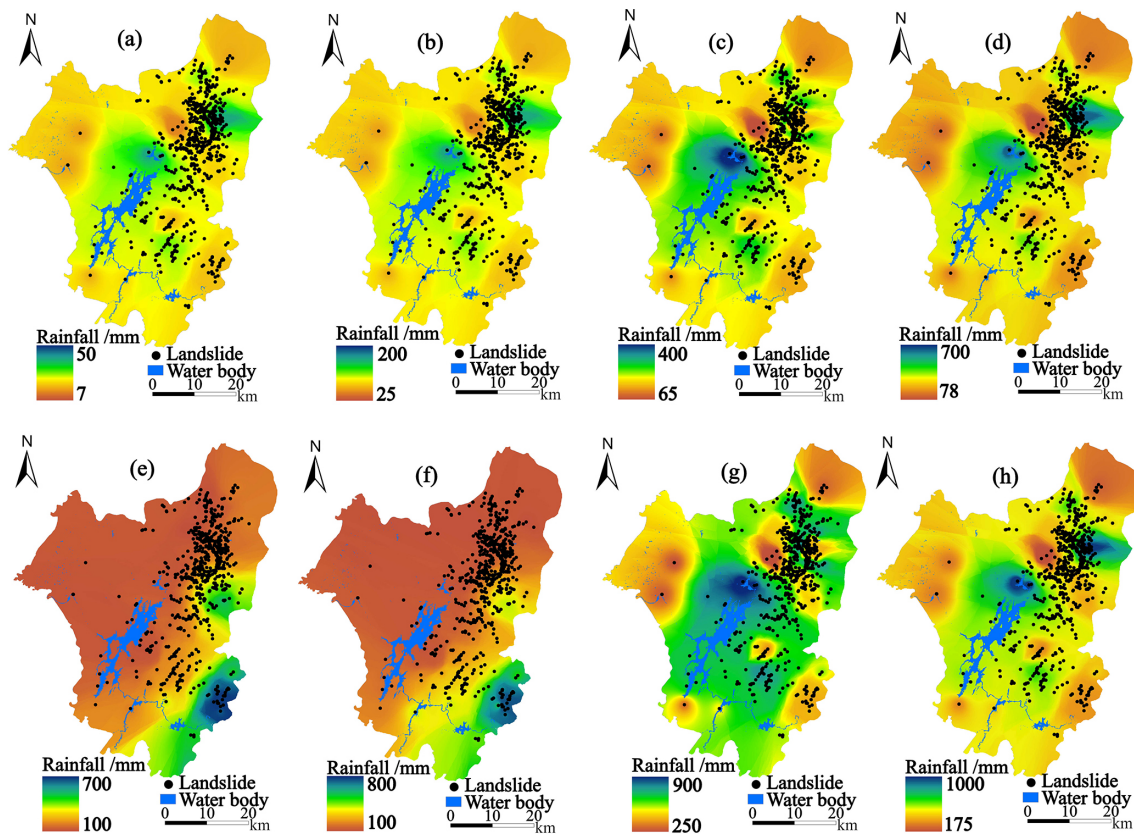 N
(a)
Rainfall /mm
50
7
Landslide
Water body
0 10 20
km
N
(b)
Rainfall /mm
200
25
Landslide
Water body
0 10 20
km
N
(c)
Rainfall /mm
400
65
Landslide
Water body
0 10 20
km
N
(d)
Rainfall /mm
700
78
Landslide
Water body
0 10 20
km
N
(e)
Rainfall /mm
700
100
Landslide
Water body
0 10 20
km
N
(f)
Rainfall /mm
800
100
Landslide
Water body
0 10 20
km
N
(g)
Rainfall /mm
900
250
Landslide
Water body
0 10 20
km
N
(h)
Rainfall /mm
1000
175
Landslide
Water body
0 10 20
km